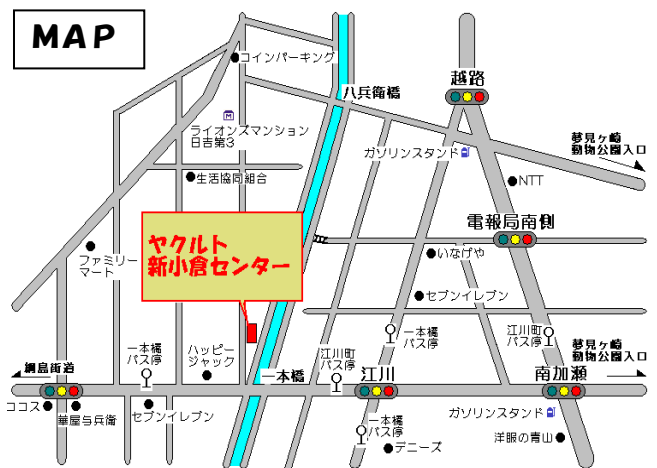 MAP
コインパーキング
越路
八兵衛橋
ライオンズマンション
日吉第3
ガソリンスタンド
夢見ヶ崎
動物公園入口
生活協同組合
NTT
電報局南側
ヤクルト
新小倉センター
ファミリー
マート
いなげや
セブンイレブン
一本橋
バス停
ハッピー
ジャック
一本橋
バス停
江川町
バス停
江川町
バス停
夢見ヶ崎
動物公園入口
綱島街道
一本橋
江川
南加瀬
ココス
華屋与兵衛
セブンイレブン
一本橋
バス停
デニーズ
ガソリンスタンド
洋服の青山